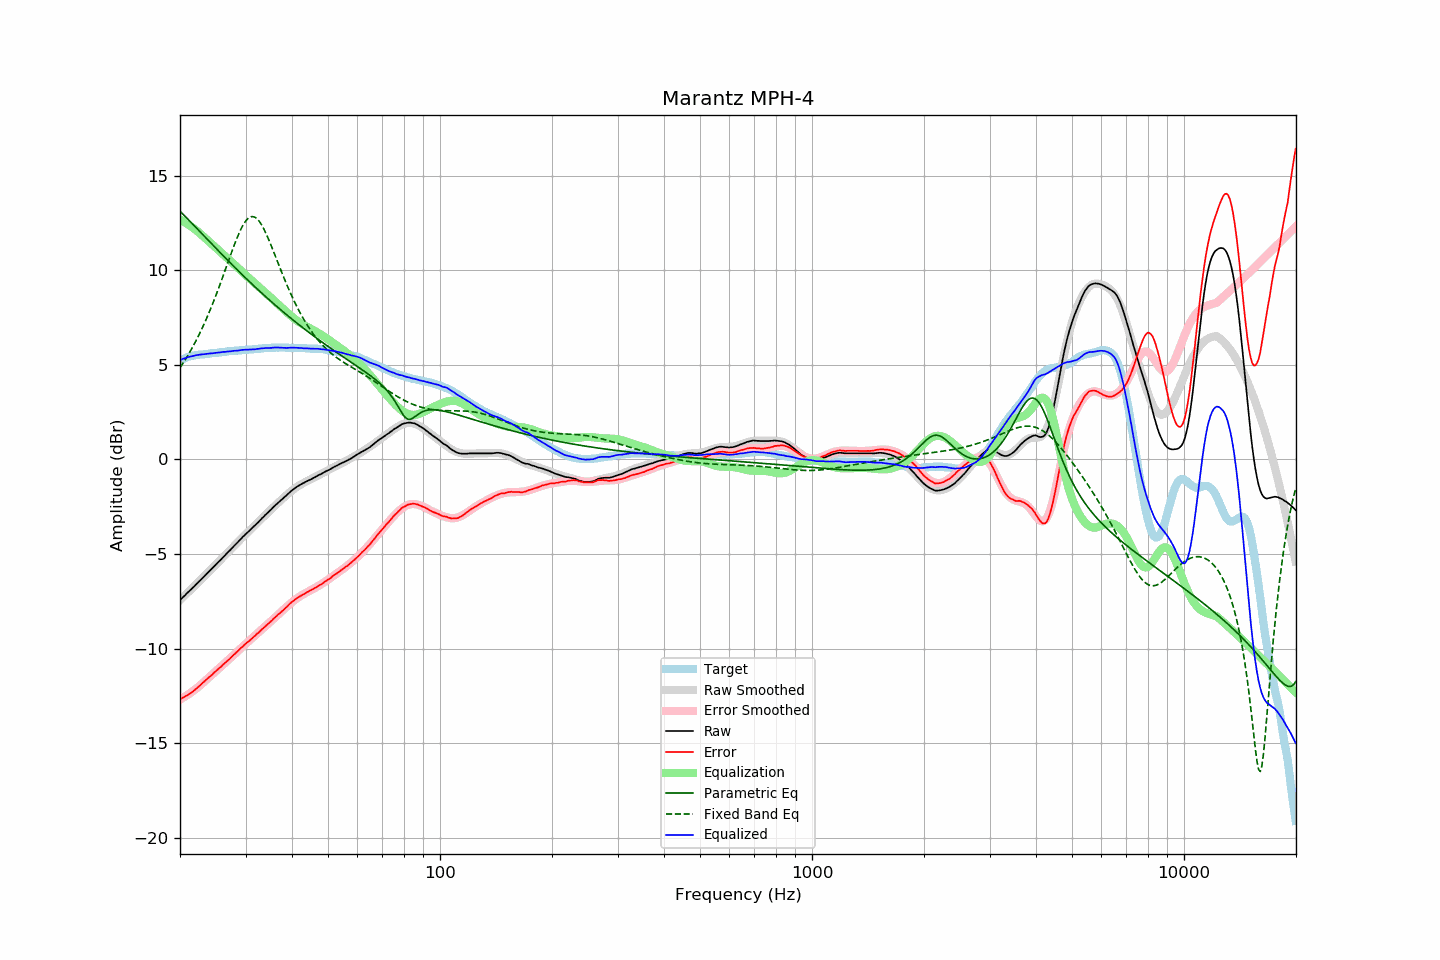 Marantz MPH-4
Amplitude (dBr)
15
10
5
0
−5
−10
−15
−20
Target
Raw Smoothed
Error Smoothed
Raw
Error
Equalization
Parametric Eq
Fixed Band Eq
Equalized
100
1000
10000
Frequency (Hz)